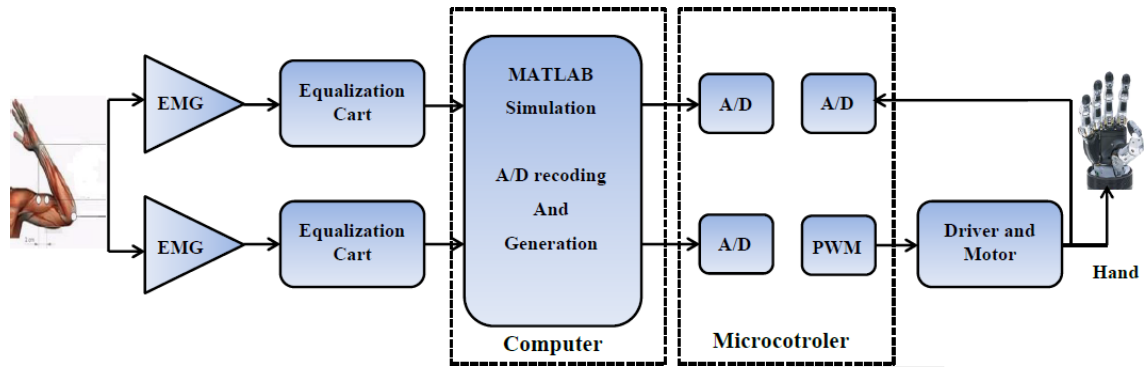 EMG
Equalization
Cart
MATLAB
Simulation
A/D recoding
And
Generation
A/D
A/D
EMG
Equalization
Cart
A/D
PWM
Driver and
Motor
Hand
Computer
Microcotroler